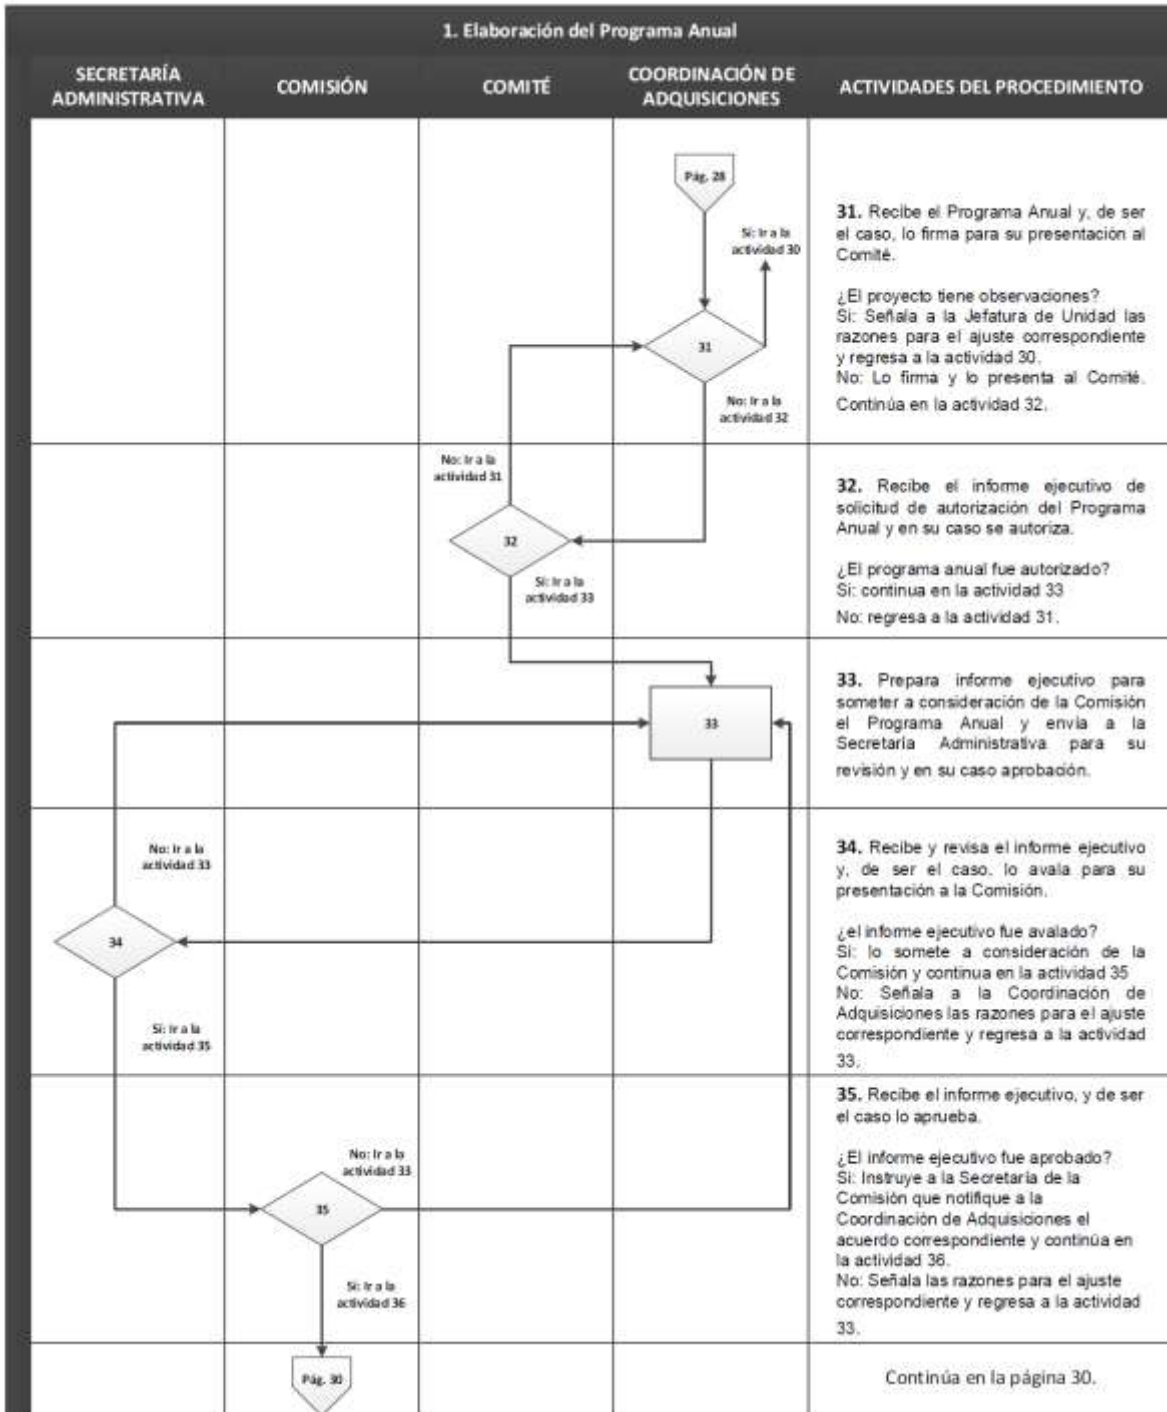 1. Elaboración del Programa Anual
SECRETARÍA
ADMINISTRATIVA
COMISIÓN
COMITÉ
COORDINACIÓN DE
ADQUISICIONES
ACTIVIDADES DEL PROCEDIMIENTO
Pág. 28
Sí: Ir a la
actividad 30
31
No: Ir a la
actividad 32
31. Recibe el Programa Anual y, de ser
el caso, lo firma para su presentación al
Comité.
¿El proyecto tiene observaciones?
Si: Señala a la Jefatura de Unidad las
razones para el ajuste correspondiente
y regresa a la actividad 30.
No: Lo firma y lo presenta al Comité.
Continúa en la actividad 32.
No: Ir a la
actividad 31
32
Sí: Ir a la
actividad 33
32. Recibe el informe ejecutivo de
solicitud de autorización del Programa
Anual y en su caso se autoriza.
¿El programa anual fue autorizado?
Si: continua en la actividad 33
No: regresa a la actividad 31.
33
33. Prepara informe ejecutivo para
someter a consideración de la Comisión
el Programa Anual y envía a la
Secretaría Administrativa para su
revisión y en su caso aprobación.
No: Ir a la
actividad 33
34
Sí: Ir a la
actividad 35
34. Recibe y revisa el informe ejecutivo
y, de ser el caso. lo avala para su
presentación a la Comisión.
¿el informe ejecutivo fue avalado?
Si: lo somete a consideración de la
Comisión y continua en la actividad 35
No: Señala a la Coordinación de
Adquisiciones las razones para el ajuste
correspondiente y regresa a la actividad
33.
No: Ir a la
actividad 33
35
Sí: Ir a la
actividad 36
35. Recibe el informe ejecutivo, y de ser
el caso lo aprueba.
¿El informe ejecutivo fue aprobado?
Si: Instruye a la Secretaría de la
Comisión que notifique a la
Coordinación de Adquisiciones el
acuerdo correspondiente y continúa en
la actividad 36.
No: Señala las razones para el ajuste
correspondiente y regresa a la actividad
33.
Pág. 30
Continúa en la página 30.